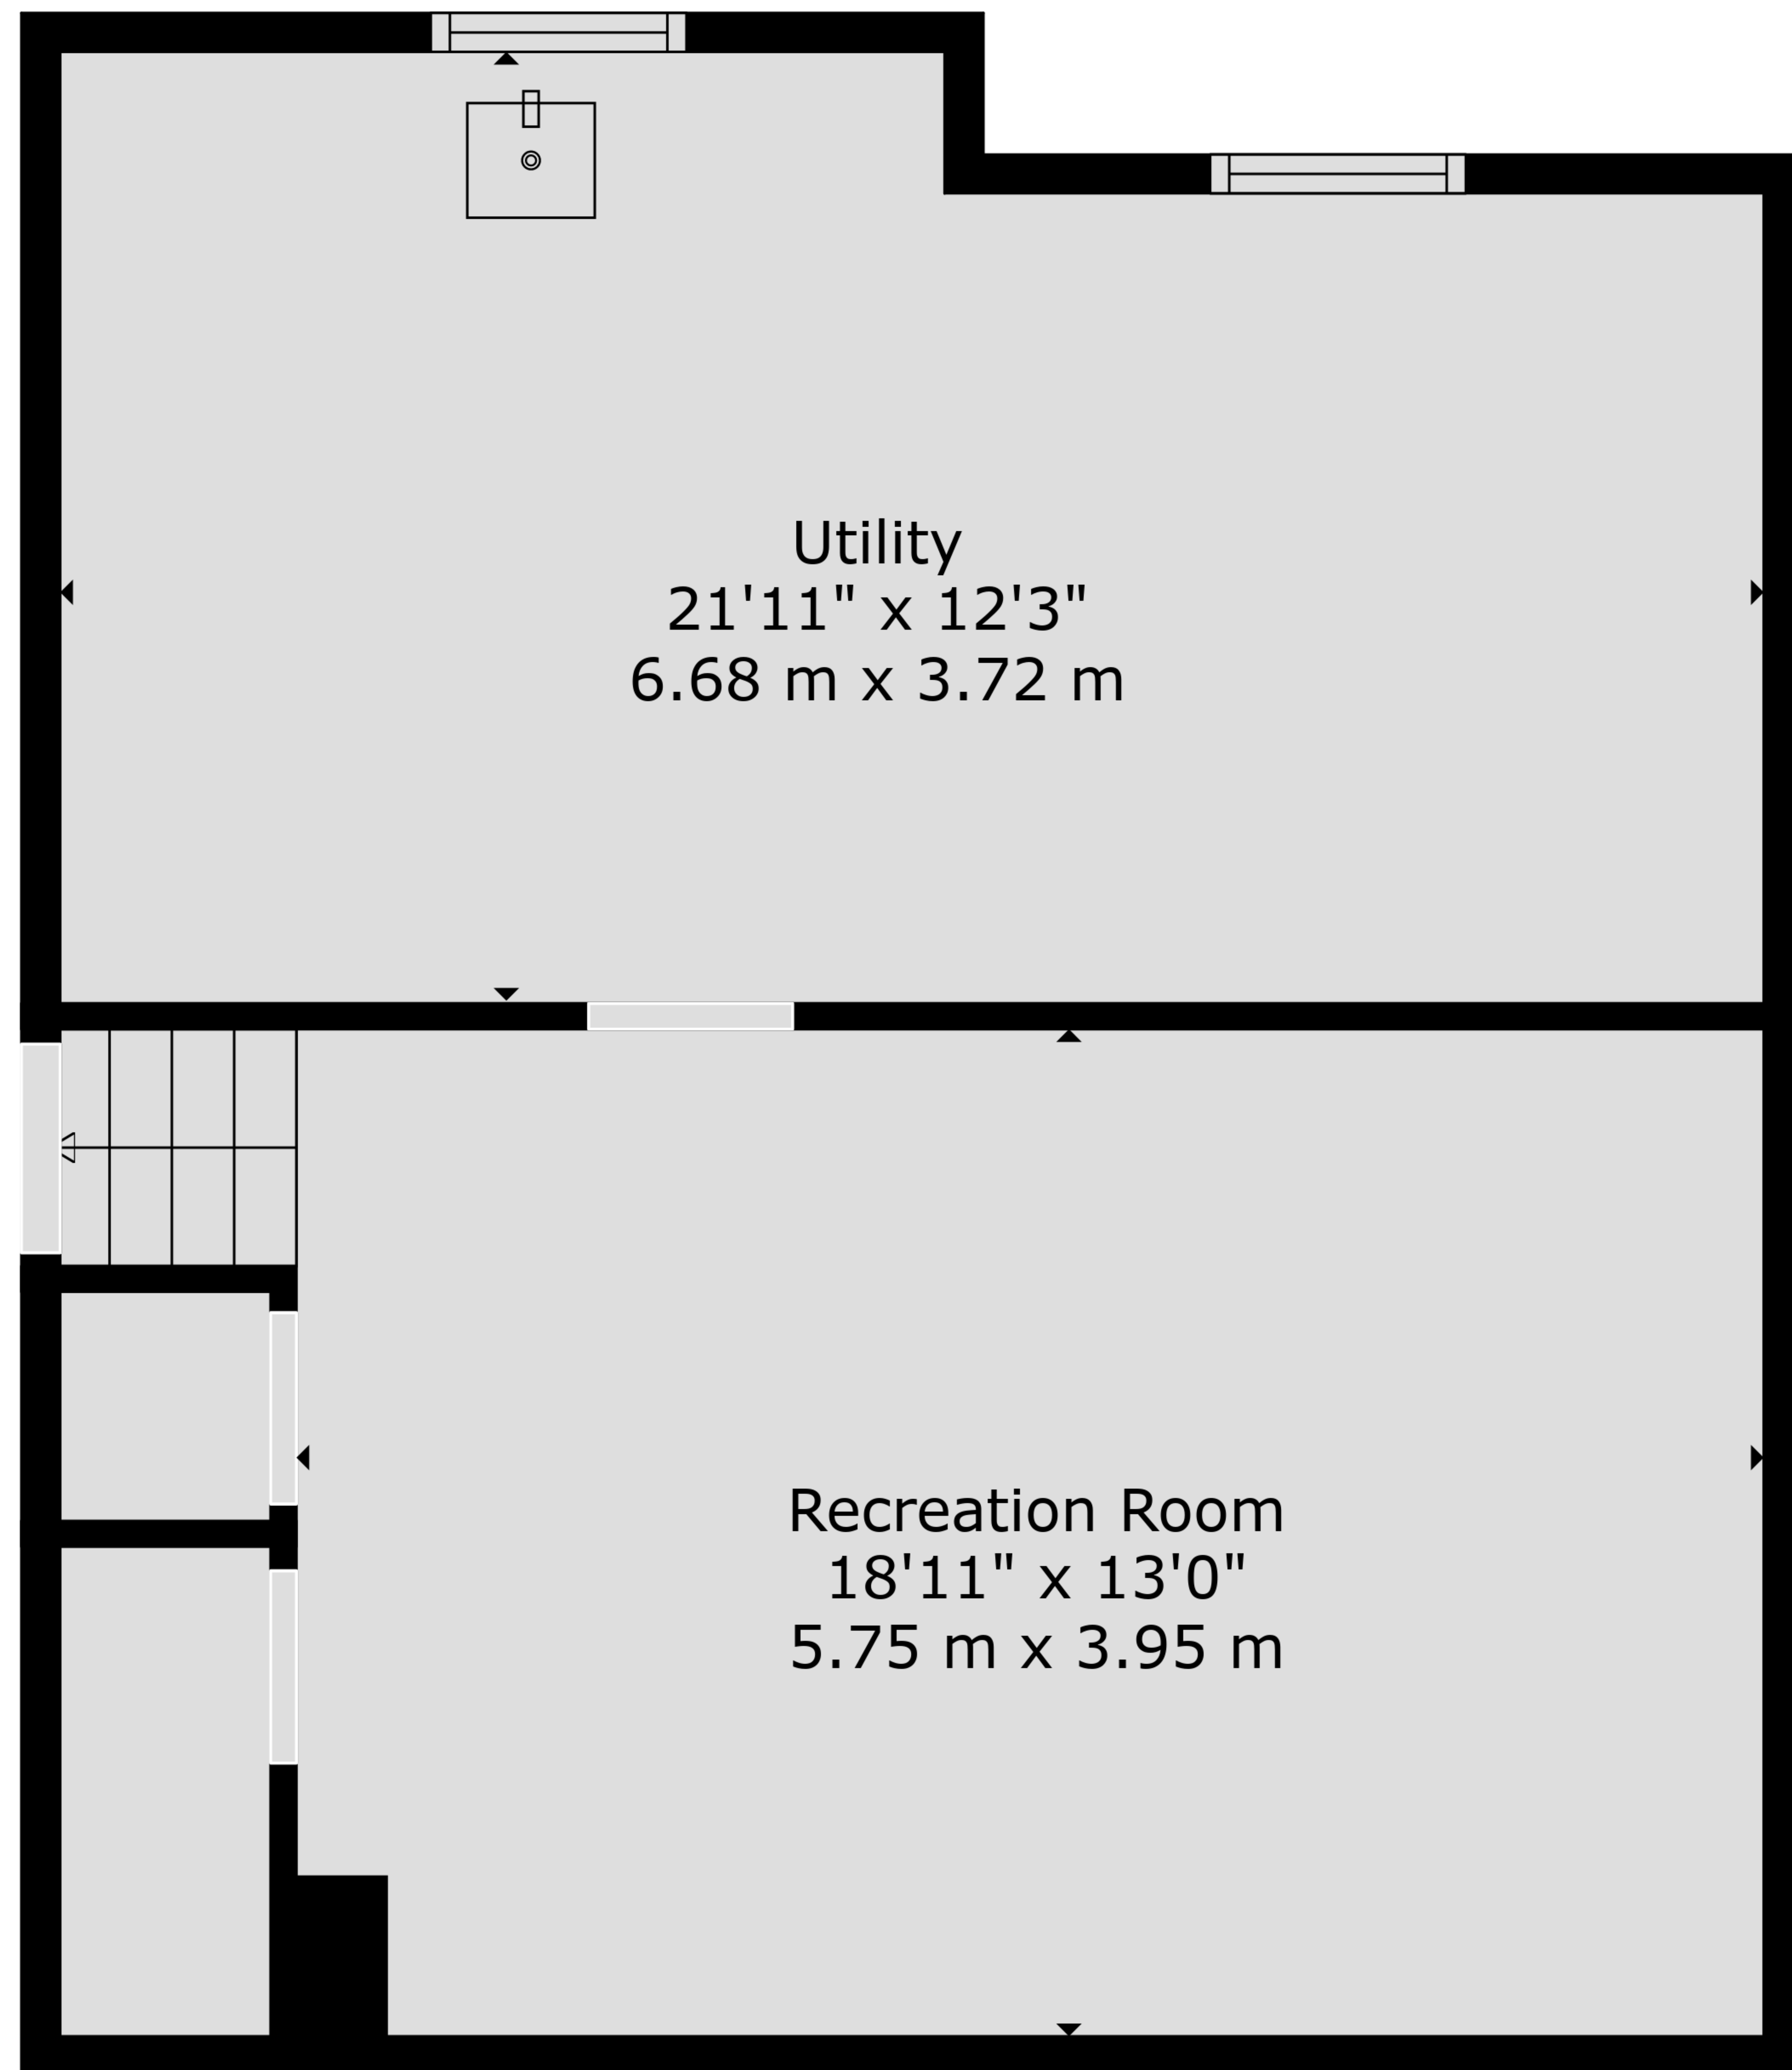 Utility
21'11" x 12'3"
6.68 m x 3.72 m
Recreation Room
18'11" x 13'0"
5.75 m x 3.95 m